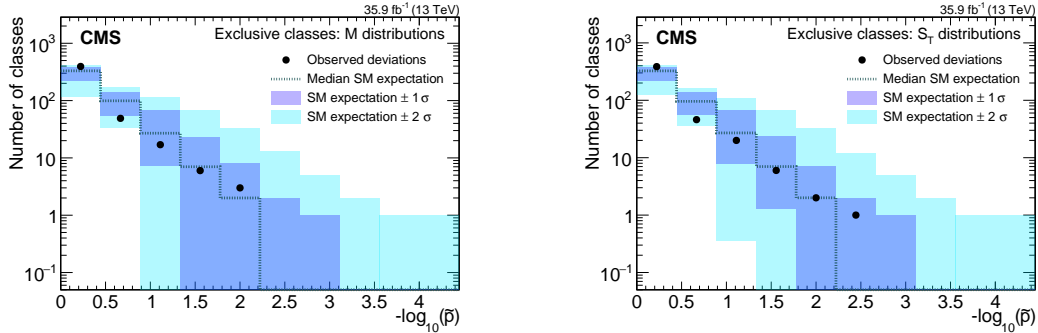 35.9 fb⁻¹ (13 TeV)
CMS
Exclusive classes: M distributions
Observed deviations
Median SM expectation
SM expectation ± 1 σ
SM expectation ± 2 σ
Number of classes
10³
10²
10
1
10⁻¹
0 0.5 1 1.5 2 2.5 3 3.5 4
-log₁₀(p̃)
35.9 fb⁻¹ (13 TeV)
CMS
Exclusive classes: S_T distributions
Observed deviations
Median SM expectation
SM expectation ± 1 σ
SM expectation ± 2 σ
Number of classes
10³
10²
10
1
10⁻¹
0 0.5 1 1.5 2 2.5 3 3.5 4
-log₁₀(p̃)